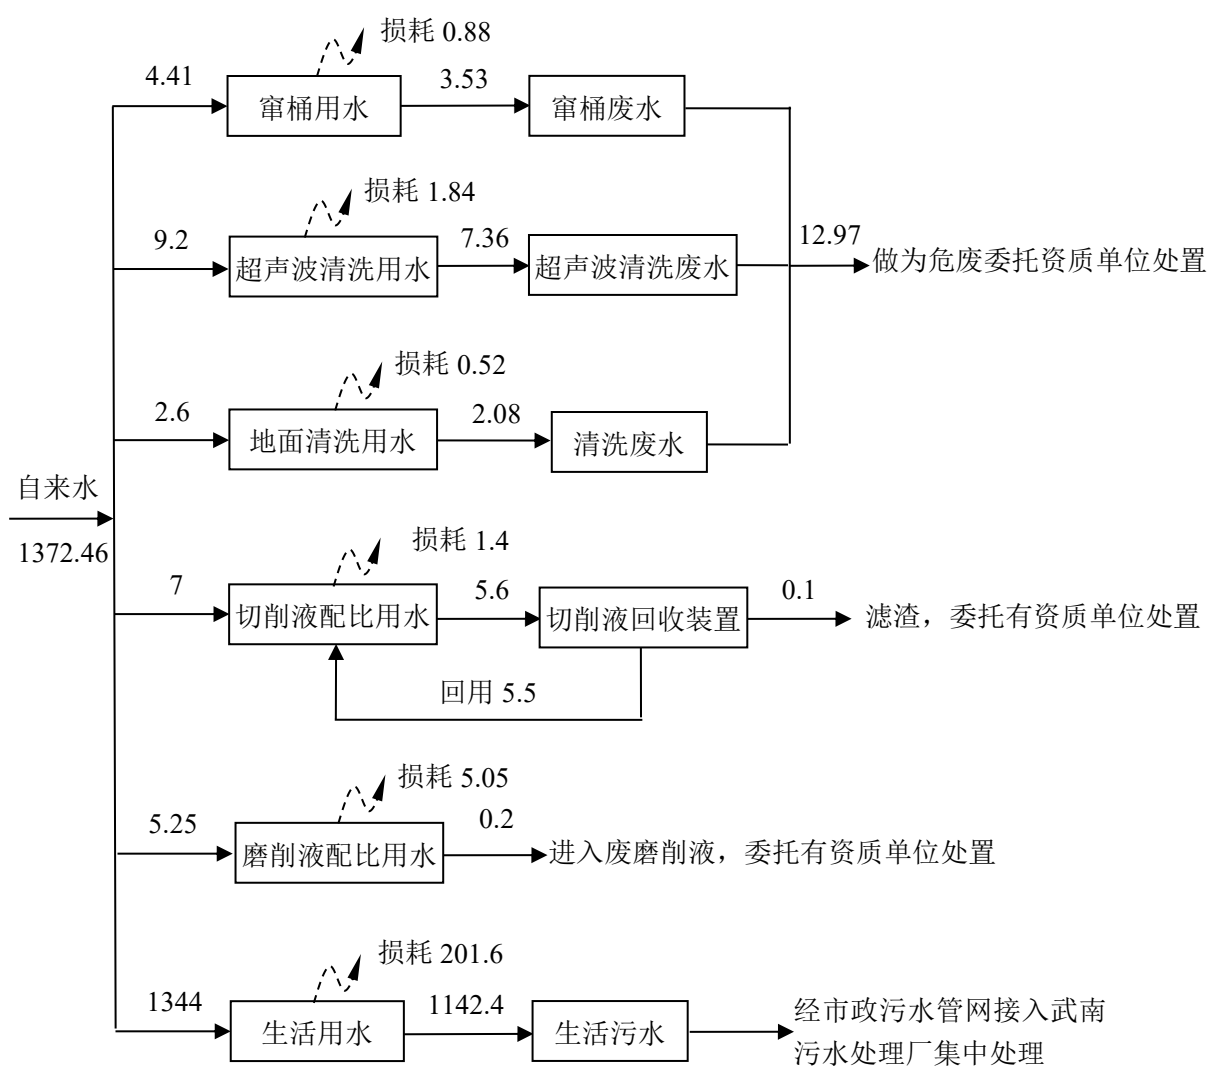 损耗 0.88
4.41
窜桶用水
3.53
窜桶废水
损耗 1.84
9.2
超声波清洗用水
7.36
超声波清洗废水
12.97
做为危废委托资质单位处置
损耗 0.52
2.6
地面清洗用水
2.08
清洗废水
自来水
1372.46
损耗 1.4
7
切削液配比用水
5.6
切削液回收装置
0.1
滤渣，委托有资质单位处置
回用 5.5
损耗 5.05
5.25
磨削液配比用水
0.2
进入废磨削液，委托有资质单位处置
损耗 201.6
1344
生活用水
1142.4
生活污水
经市政污水管网接入武南
污水处理厂集中处理